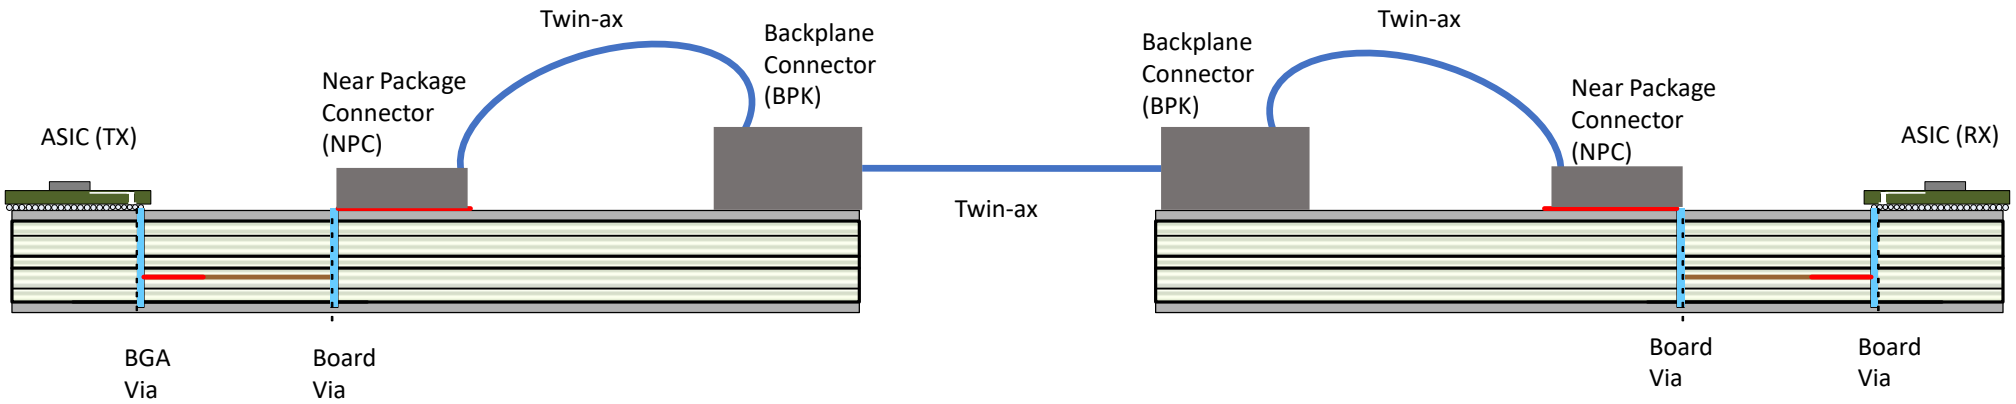 Twin-ax
Twin-ax
Backplane
Connector
(BPK)
Backplane
Connector
(BPK)
Near Package
Connector
(NPC)
Near Package
Connector
(NPC)
ASIC (TX)
ASIC (RX)
Twin-ax
BGA
Via
Board
Via
Board
Via
Board
Via